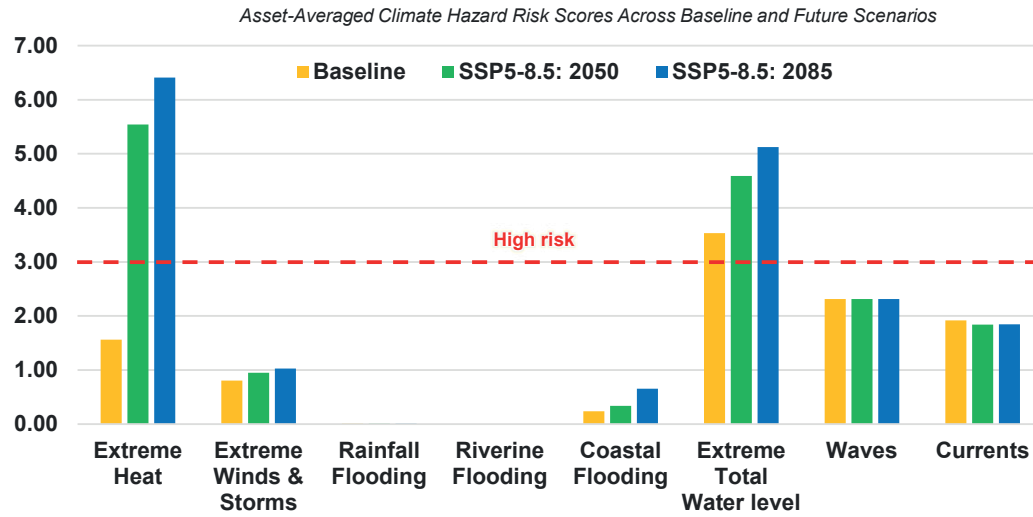 Asset-Averaged Climate Hazard Risk Scores Across Baseline and Future Scenarios
7.00
Baseline SSP5-8.5: 2050 SSP5-8.5: 2085
6.00
5.00
4.00
High risk
3.00
2.00
1.00
0.00
Extreme Heat
Extreme Winds & Storms
Rainfall Flooding
Riverine Flooding
Coastal Flooding
Extreme Total Water level
Waves
Currents